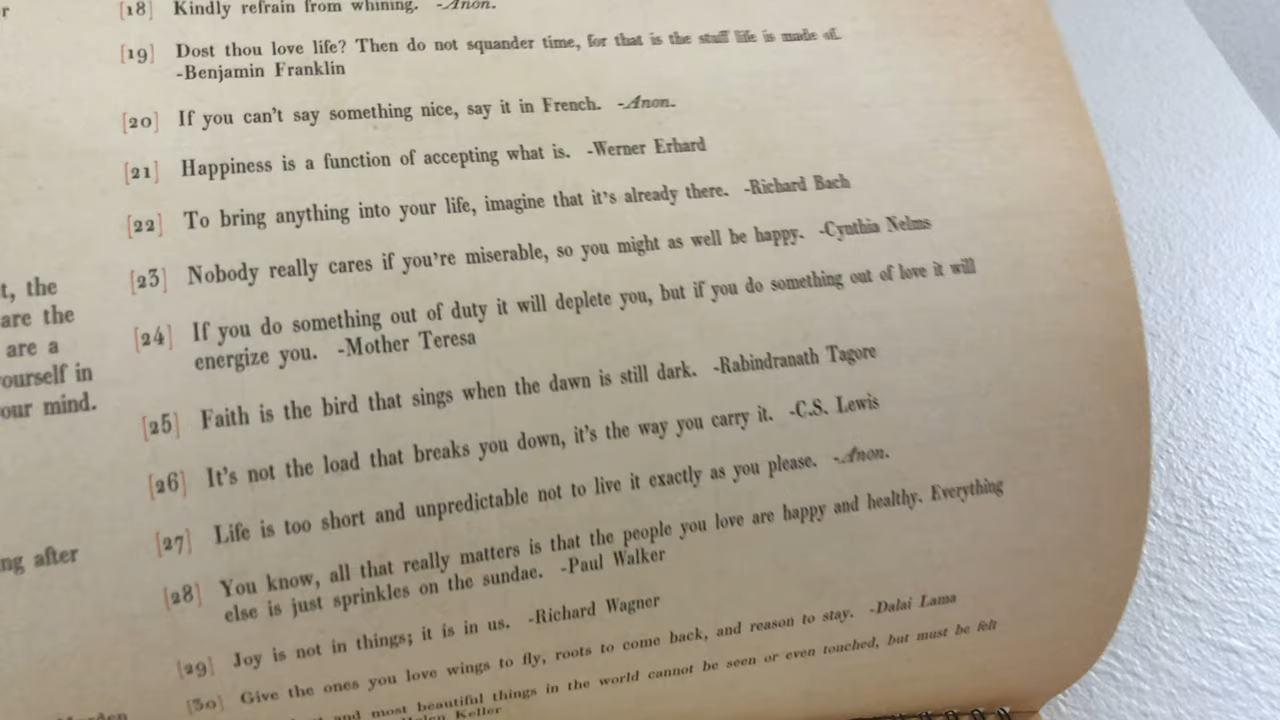 r
t, the
are the
are a
ourself in
our mind.
ng after
[18] Kindly refrain from whining. -Anon.
[19] Dost thou love life? Then do not squander time, for that is the stuff life is made of.
-Benjamin Franklin
[20] If you can't say something nice, say it in French. -Anon.
[21] Happiness is a function of accepting what is. -Werner Erhard
[22] To bring anything into your life, imagine that it's already there. -Richard Bach
[23] Nobody really cares if you're miserable, so you might as well be happy. -Cynthia Nelms
[24] If you do something out of duty it will deplete you, but if you do something out of love it will
energize you. -Mother Teresa
[25] Faith is the bird that sings when the dawn is still dark. -Rabindranath Tagore
[26] It's not the load that breaks you down, it's the way you carry it. -C.S. Lewis
[27] Life is too short and unpredictable not to live it exactly as you please. -Anon.
[28] You know, all that really matters is that the people you love are happy and healthy. Everything
else is just sprinkles on the sundae. -Paul Walker
[29] Joy is not in things; it is in us. -Richard Wagner
[30] Give the ones you love wings to fly, roots to come back, and reason to stay. -Dalai Lama
and most beautiful things in the world cannot be seen or even touched, but must be felt
Helen Keller